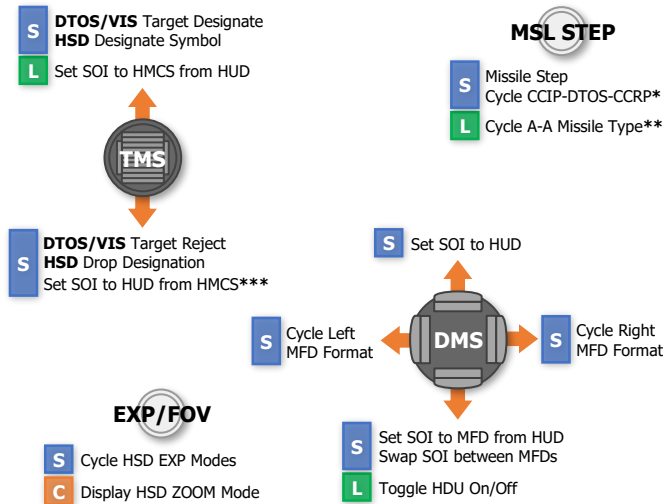 S
DTOS/VIS Target Designate
HSD Designate Symbol
L
Set SOI to HMCS from HUD
TMS
S
DTOS/VIS Target Reject
HSD Drop Designation
Set SOI to HUD from HMCS***
MSL STEP
S
Missile Step
Cycle CCIP-DTOS-CCRP*
L
Cycle A-A Missile Type**
S
Set SOI to HUD
S
Cycle Left
MFD Format
DMS
S
Cycle Right
MFD Format
S
Set SOI to MFD from HUD
Swap SOI between MFDs
L
Toggle HDU On/Off
EXP/FOV
S
Cycle HSD EXP Modes
C
Display HSD ZOOM Mode